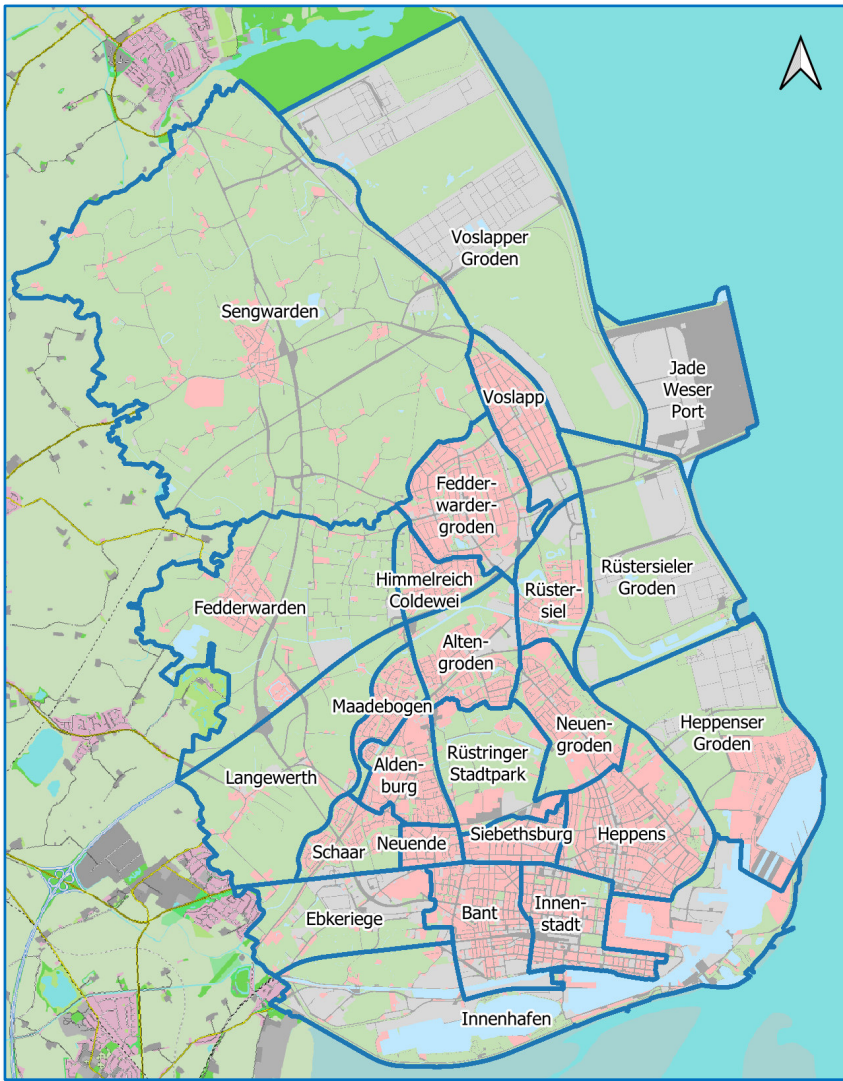 Voslapper
Groden
Sengwarden
Jade
Weser
Port
Voslapp
Fedder-
warder-
groden
Himmelreich
Coldewei
Rüster-
siel
Rüstersieler
Groden
Fedderwarden
Alten-
groden
Maadebogen
Neuen-
groden
Heppenser
Groden
Rüstringer
Stadtpark
Langewerth
Alden-
burg
Siebethsburg
Heppens
Schaar
Neuende
Ebkeriege
Bant
Innen-
stadt
Innenhafen